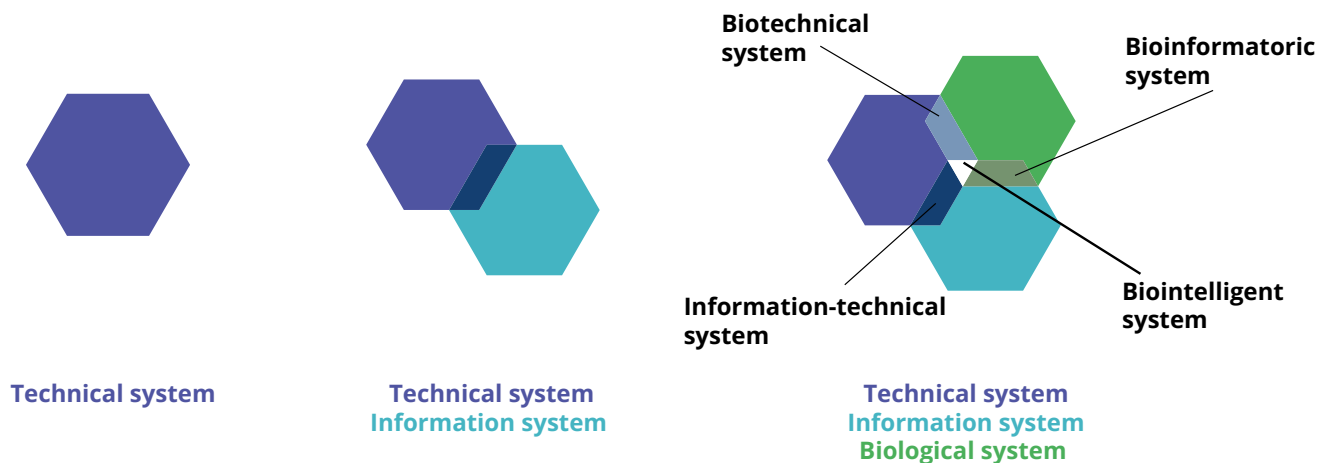 Biotechnical
system
Bioinformatoric
system
Information-technical
system
Biointelligent
system
Technical system
Technical system
Information system
Technical system
Information system
Biological system